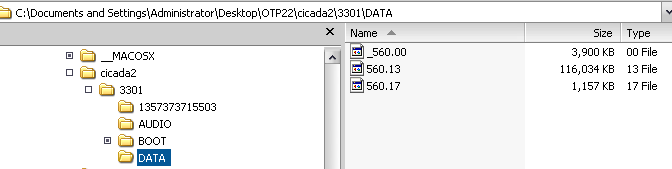 C:\Documents and Settings\Administrator\Desktop\OTP22\cicada2\3301\DATA
Name Size Type
__MACOSX
cicada2
3301
1357373715503
AUDIO
BOOT
DATA
_560.00 3,900 KB 00 File
560.13 116,034 KB 13 File
560.17 1,157 KB 17 File